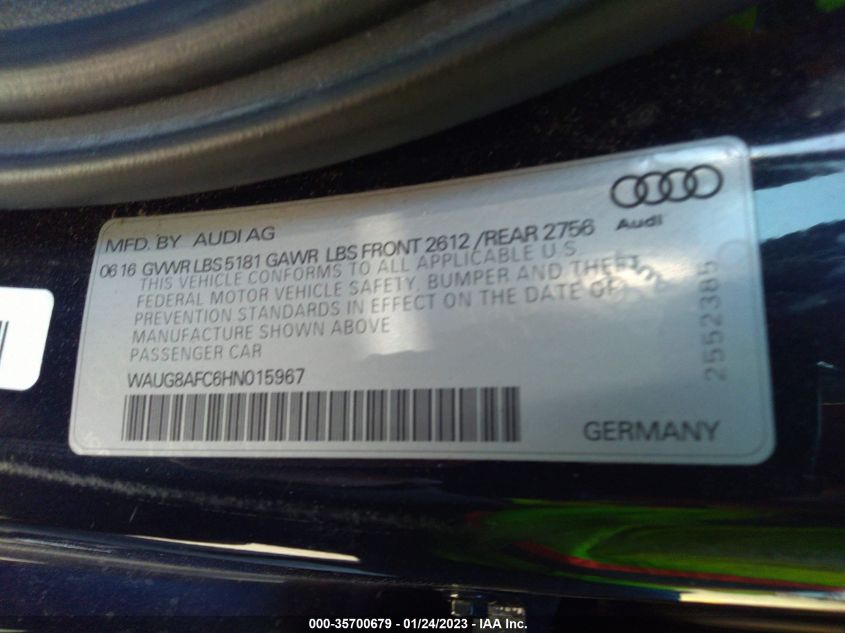 MFD. BY AUDI AG
Audi
06 16 GVWR LBS 5181 GAWR LBS FRONT 2612 /REAR 2756
THIS VEHICLE CONFORMS TO ALL APPLICABLE U.S.
FEDERAL MOTOR VEHICLE SAFETY, BUMPER AND THEFT
PREVENTION STANDARDS IN EFFECT ON THE DATE OF
MANUFACTURE SHOWN ABOVE
PASSENGER CAR
WAUG8AFC6HN015967
2552385
GERMANY
000-35700679 - 01/24/2023 - IAA Inc.